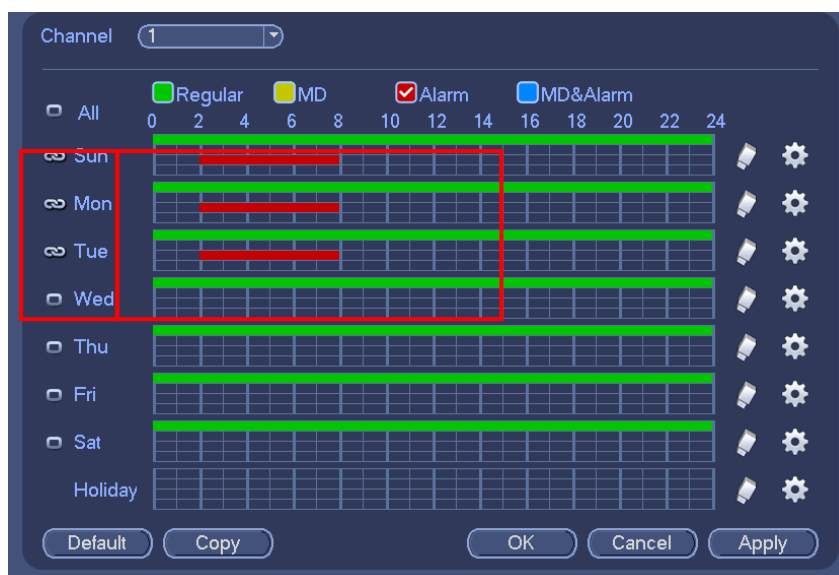 Channel 1
Regular MD Alarm MD&Alarm
All
0 2 4 6 8 10 12 14 16 18 20 22 24
Sun
Mon
Tue
Wed
Thu
Fri
Sat
Holiday
Default Copy OK Cancel Apply